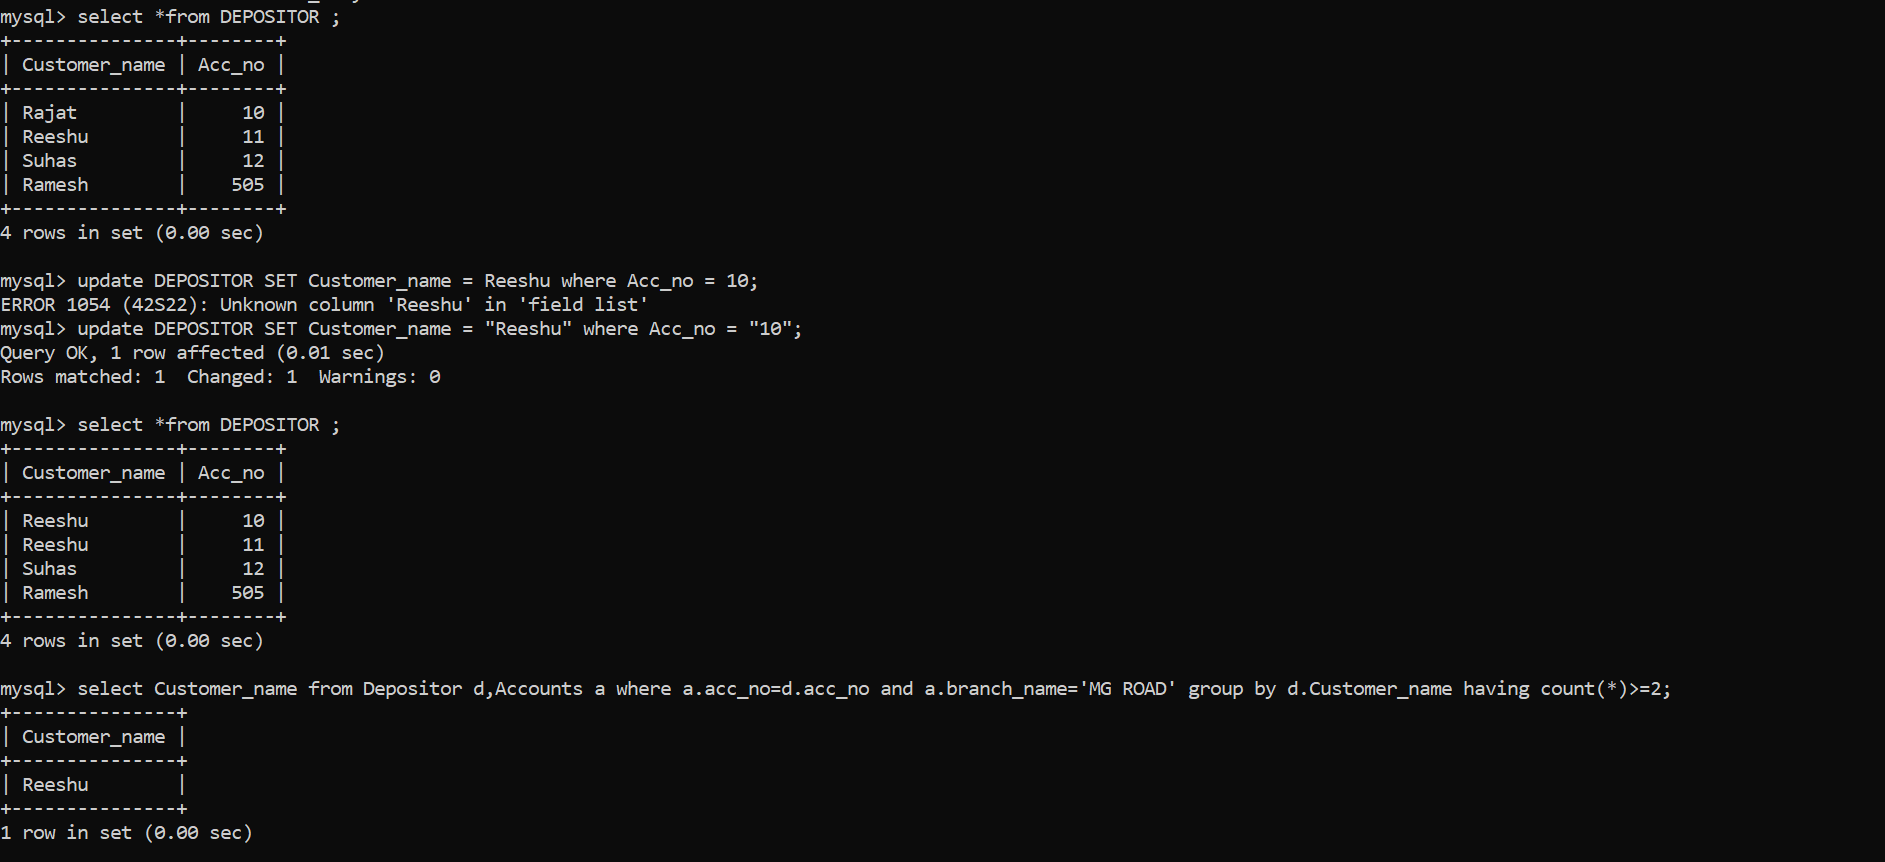 mysql> select *from DEPOSITOR ;
+---------------+--------+
| Customer_name | Acc_no |
+---------------+--------+
| Rajat         |     10 |
| Reeshu        |     11 |
| Suhas         |     12 |
| Ramesh        |    505 |
+---------------+--------+
4 rows in set (0.00 sec)

mysql> update DEPOSITOR SET Customer_name = Reeshu where Acc_no = 10;
ERROR 1054 (42S22): Unknown column 'Reeshu' in 'field list'
mysql> update DEPOSITOR SET Customer_name = "Reeshu" where Acc_no = "10";
Query OK, 1 row affected (0.01 sec)
Rows matched: 1  Changed: 1  Warnings: 0

mysql> select *from DEPOSITOR ;
+---------------+--------+
| Customer_name | Acc_no |
+---------------+--------+
| Reeshu        |     10 |
| Reeshu        |     11 |
| Suhas         |     12 |
| Ramesh        |    505 |
+---------------+--------+
4 rows in set (0.00 sec)

mysql> select Customer_name from Depositor d,Accounts a where a.acc_no=d.acc_no and a.branch_name='MG ROAD' group by d.Customer_name having count(*)>=2;
+---------------+
| Customer_name |
+---------------+
| Reeshu        |
+---------------+
1 row in set (0.00 sec)